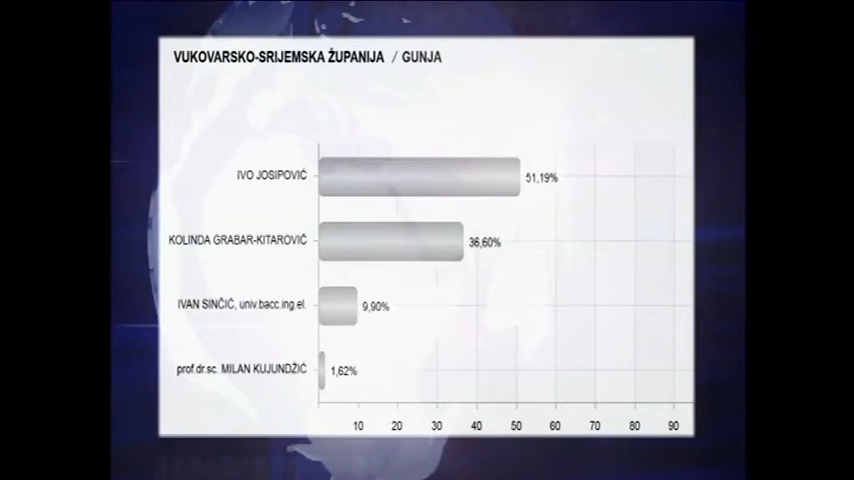 VUKOVARSKO-SRIJEMSKA ŽUPANIJA / GUNJA
IVO JOSIPOVIĆ 51,19%
KOLINDA GRABAR-KITAROVIĆ 36,60%
IVAN SINČIĆ, univ.bacc.ing.el. 9,90%
prof.dr.sc. MILAN KUJUNDŽIĆ 1,62%
10 20 30 40 50 60 70 80 90